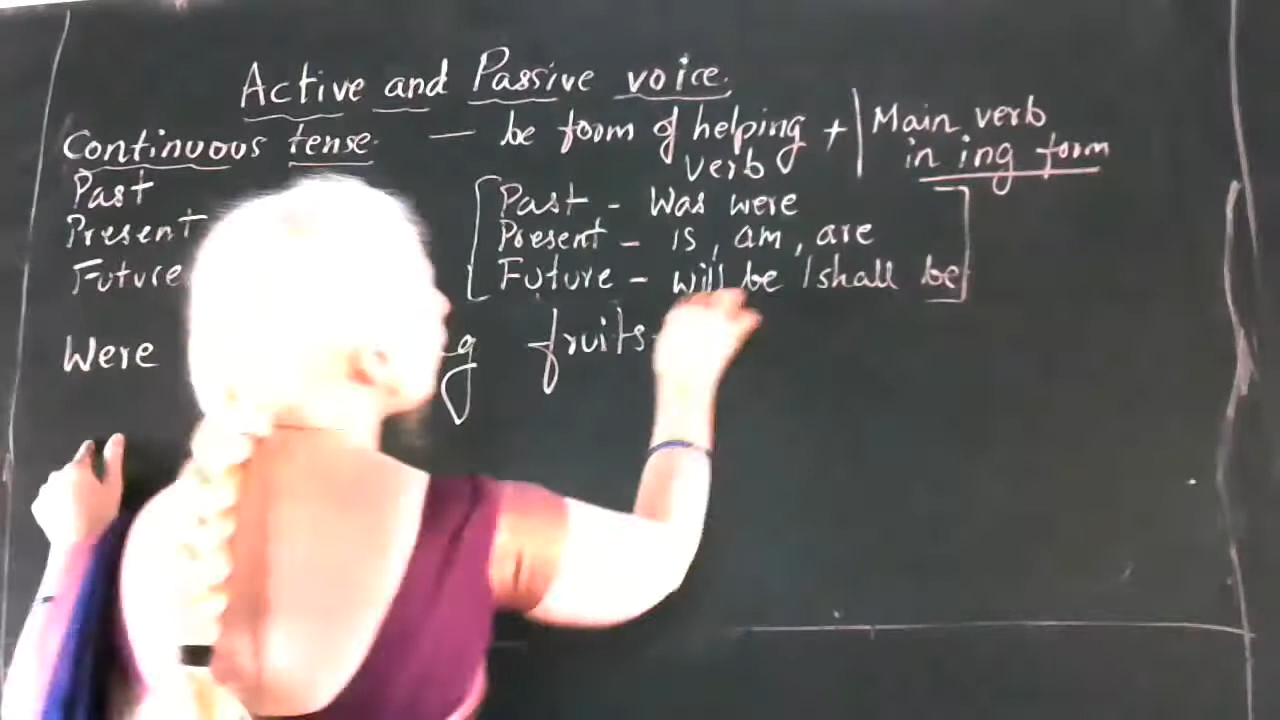 Active and Passive voice.
Continuous tense. — be form of helping verb + | Main verb in ing form
Past
Present
Future
Past - Was were
Present - is, am, are
Future - will be / shall be
Were fruits